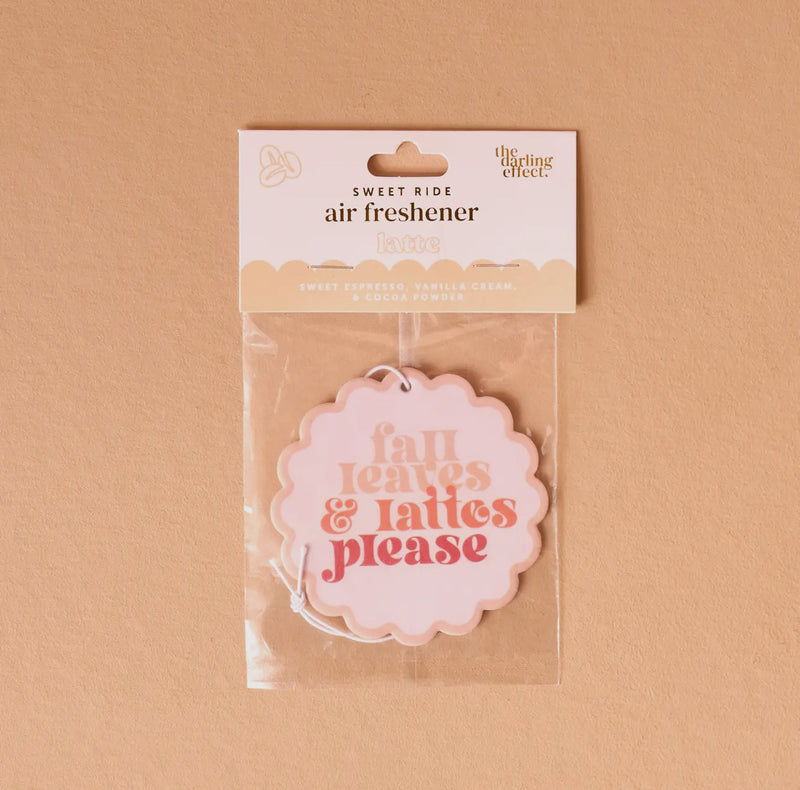 the
darling
effect.
SWEET RIDE
air freshener
latte
SWEET ESPRESSO, VANILLA CREAM,
& COCOA POWDER
fall
leaves
& lattes
please